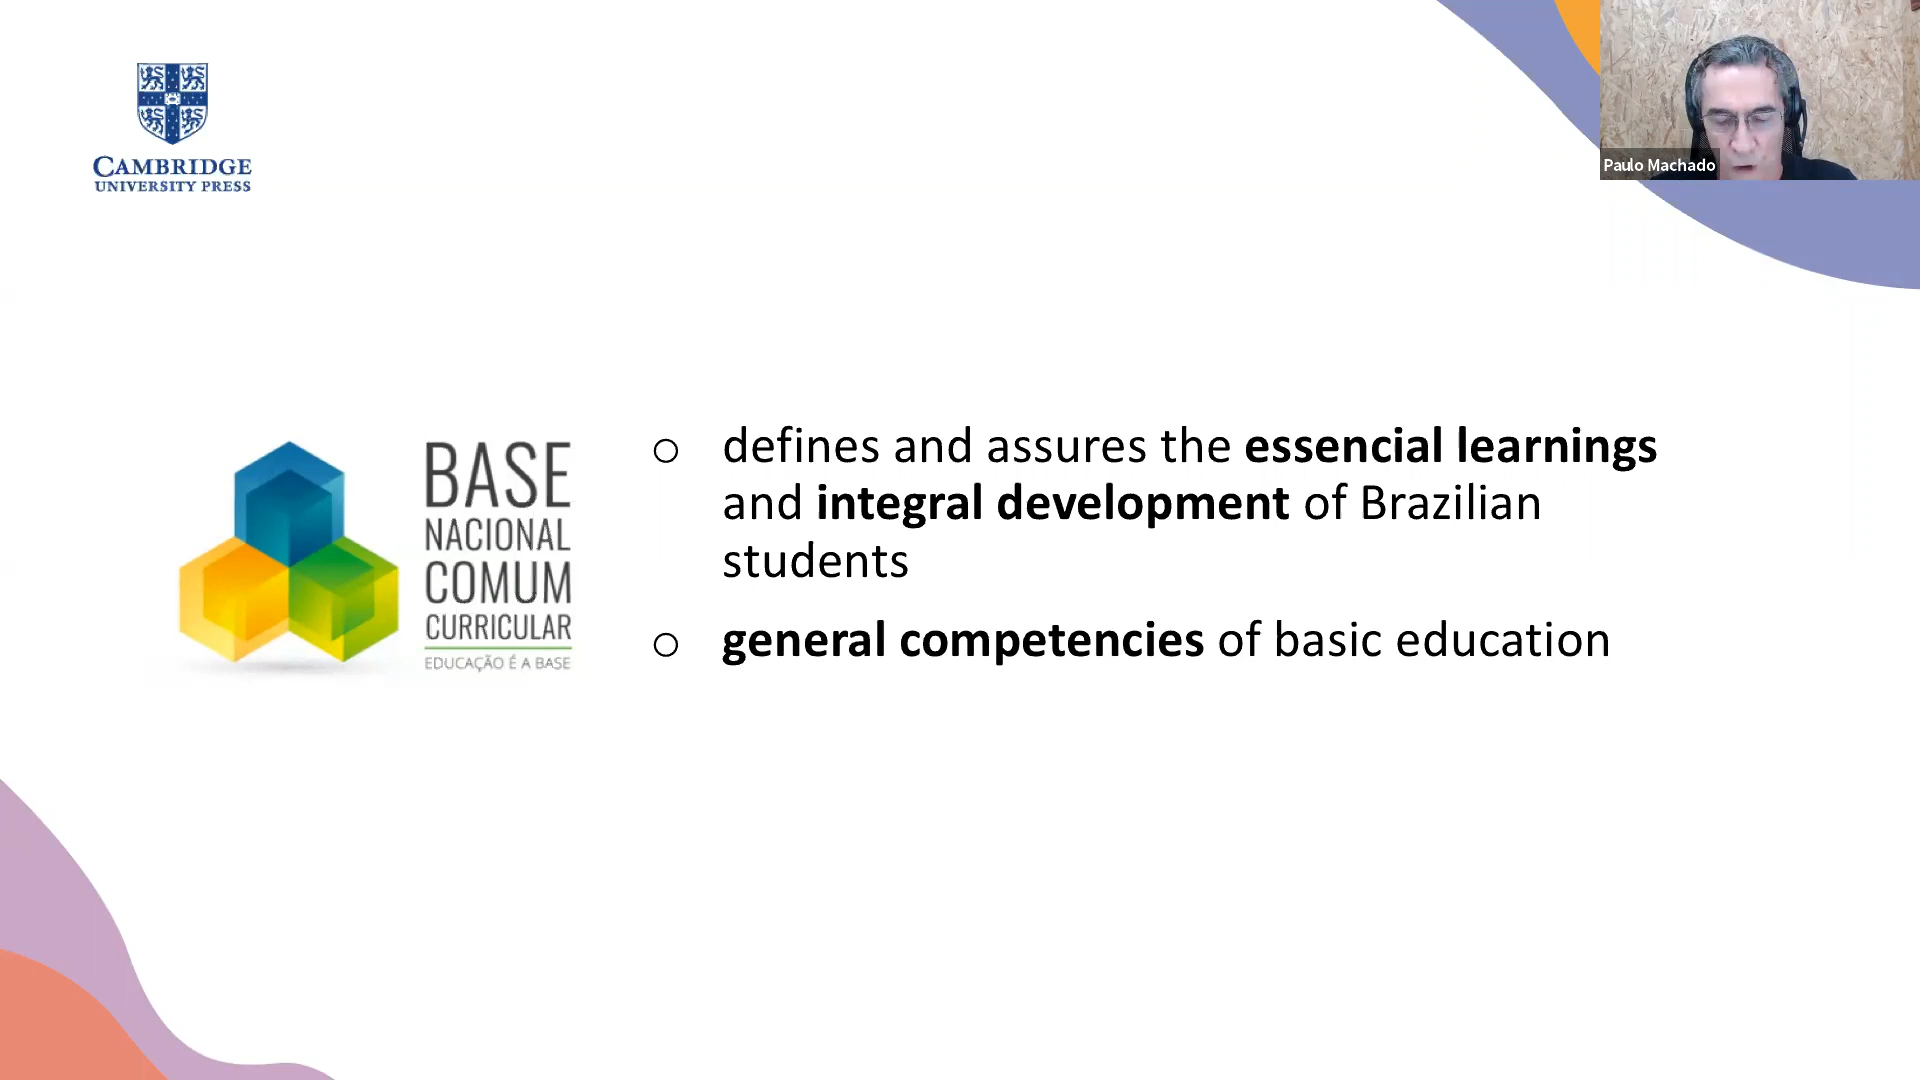 CAMBRIDGE
UNIVERSITY PRESS
Paulo Machado
BASE
NACIONAL
COMUM
CURRICULAR
EDUCAÇÃO É A BASE
defines and assures the essencial learnings
and integral development of Brazilian
students
general competencies of basic education